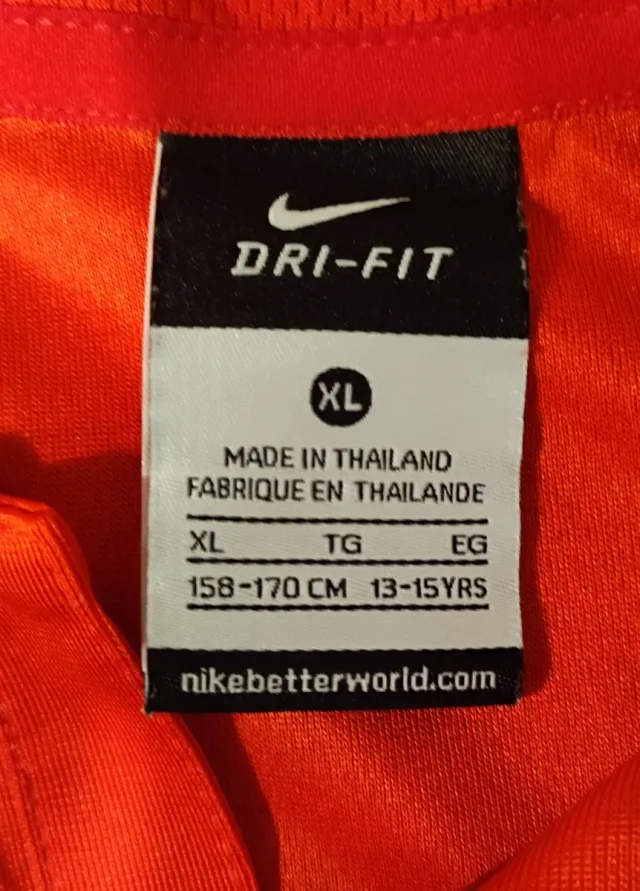 DRI-FIT
XL
MADE IN THAILAND
FABRIQUE EN THAILANDE
XL TG EG
158-170 CM 13-15YRS
nikebetterworld.com